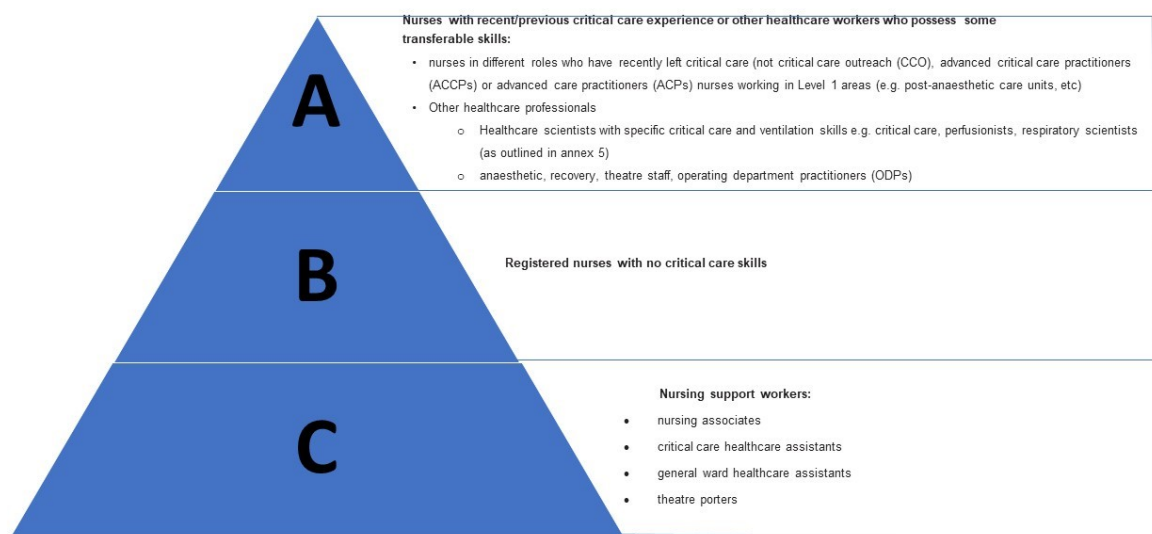 Nurses with recent/previous critical care experience or other healthcare workers who possess some
transferable skills:
• nurses in different roles who have recently left critical care (not critical care outreach (CCO), advanced critical care practitioners
(ACCPs) or advanced care practitioners (ACPs) nurses working in Level 1 areas (e.g. post-anaesthetic care units, etc)
• Other healthcare professionals
o Healthcare scientists with specific critical care and ventilation skills e.g. critical care, perfusionists, respiratory scientists
(as outlined in annex 5)
o anaesthetic, recovery, theatre staff, operating department practitioners (ODPs)
A
B
Registered nurses with no critical care skills
C
Nursing support workers:
• nursing associates
• critical care healthcare assistants
• general ward healthcare assistants
• theatre porters